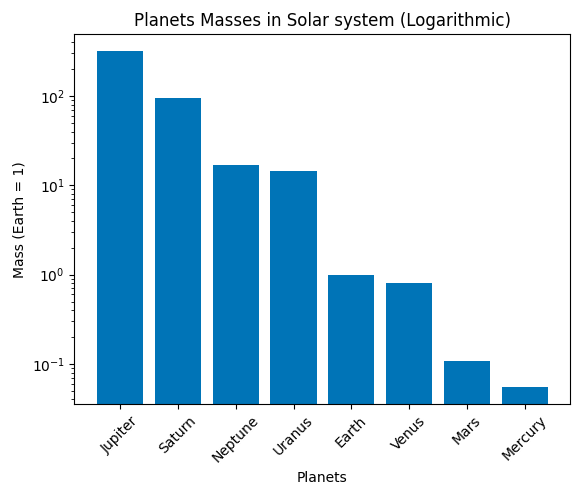 Planets Masses in Solar system (Logarithmic)
Mass (Earth = 1)
10²
10¹
10⁰
10⁻¹
Jupiter
Saturn
Neptune
Uranus
Earth
Venus
Mars
Mercury
Planets